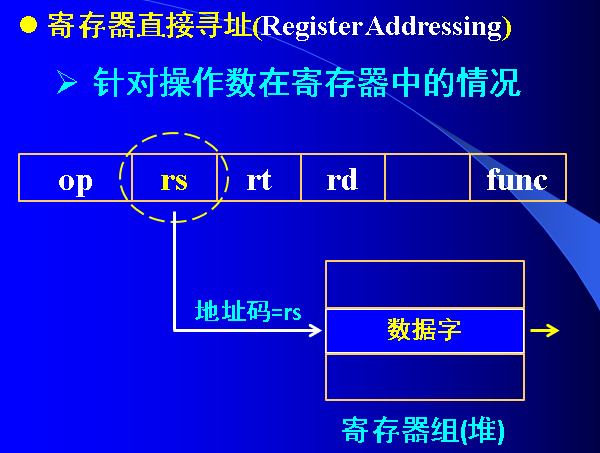 ● 寄存器直接寻址(Register Addressing)
➢ 针对操作数在寄存器中的情况
op rs rt rd func
地址码=rs
数据字
寄存器组(堆)